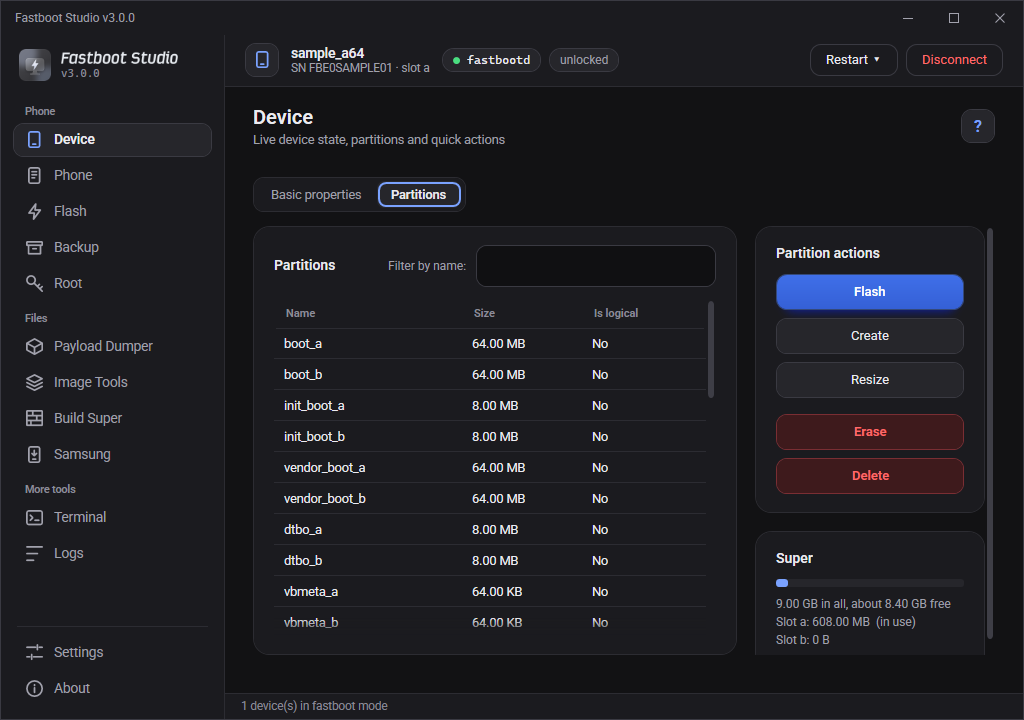 Fastboot Studio v3.0.0
Fastboot Studio
v3.0.0
sample_a64
SN FBE0SAMPLE01 · slot a
fastbootd
unlocked
Restart ▾
Disconnect
Phone
Device
Phone
Flash
Backup
Root
Files
Payload Dumper
Image Tools
Build Super
Samsung
More tools
Terminal
Logs
Settings
About
Device
Live device state, partitions and quick actions
?
Basic properties
Partitions
Partitions
Filter by name:
Name Size Is logical
boot_a 64.00 MB No
boot_b 64.00 MB No
init_boot_a 8.00 MB No
init_boot_b 8.00 MB No
vendor_boot_a 64.00 MB No
vendor_boot_b 64.00 MB No
dtbo_a 8.00 MB No
dtbo_b 8.00 MB No
vbmeta_a 64.00 KB No
vbmeta_b 64.00 KB No
Partition actions
Flash
Create
Resize
Erase
Delete
Super
9.00 GB in all, about 8.40 GB free
Slot a: 608.00 MB (in use)
Slot b: 0 B
1 device(s) in fastboot mode